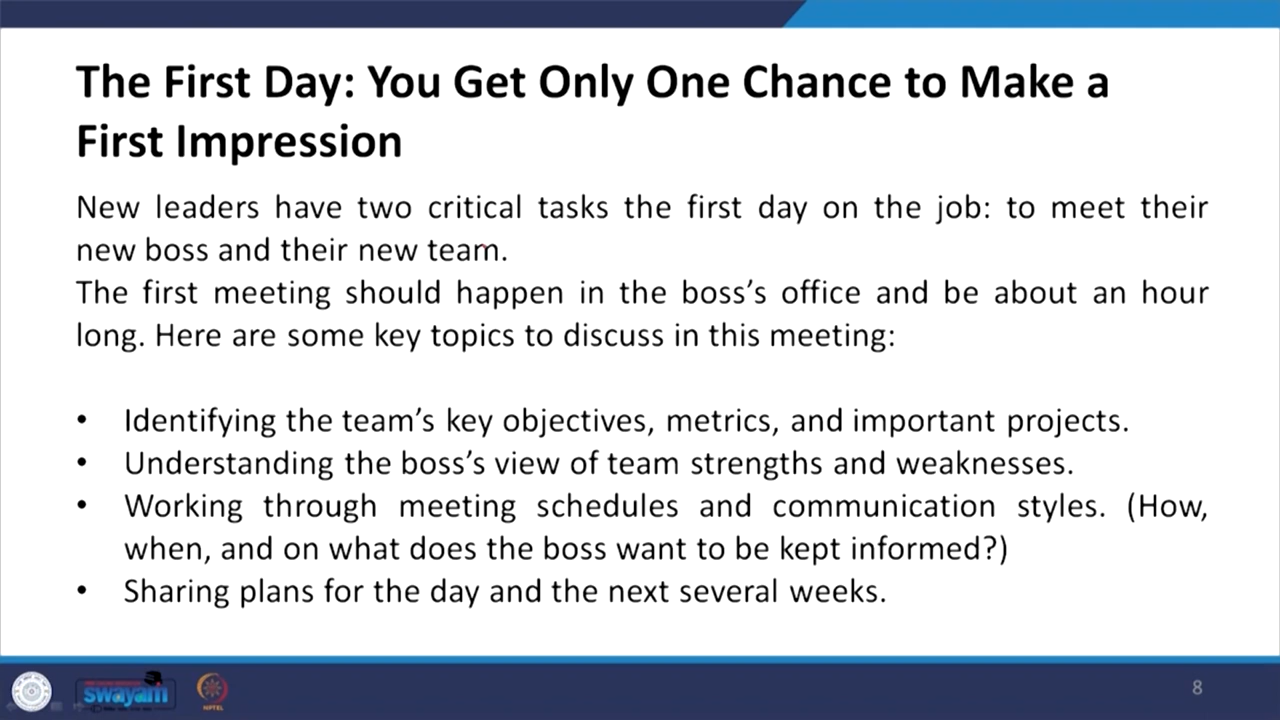 The First Day: You Get Only One Chance to Make a
First Impression
New leaders have two critical tasks the first day on the job: to meet their
new boss and their new team.
The first meeting should happen in the boss’s office and be about an hour
long. Here are some key topics to discuss in this meeting:
• Identifying the team’s key objectives, metrics, and important projects.
• Understanding the boss’s view of team strengths and weaknesses.
• Working through meeting schedules and communication styles. (How,
when, and on what does the boss want to be kept informed?)
• Sharing plans for the day and the next several weeks.
swayam
NPTEL
8